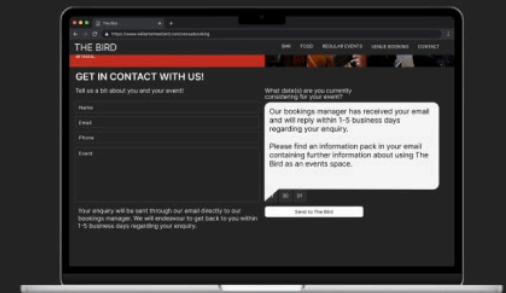 The Bird
THE BIRD
BAR FOOD REGULAR EVENTS VENUE BOOKING CONTACT
GET IN CONTACT WITH US!
Tell us a bit about you and your event!
Name
Email
Phone
Event
Your enquiry will be sent through our email directly to our
bookings manager. We will endeavour to get back to you within
1-5 business days regarding your enquiry.
What date(s) are you currently
considering for your event?
Our bookings manager has received your email
and will reply within 1-5 business days
regarding your enquiry.
Please find an information pack in your email
containing further information about using The
Bird as an events space.
30 31
Send to The Bird